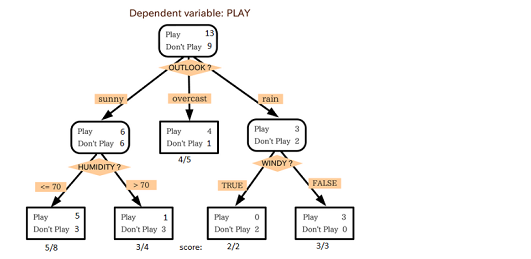 Dependent variable: PLAY
Play 13
Don't Play 9
OUTLOOK ?
sunny overcast rain
Play 6
Don't Play 6
Play 4
Don't Play 1
4/5
Play 3
Don't Play 2
HUMIDITY ?
WINDY ?
<= 70 > 70 TRUE FALSE
Play 5
Don't Play 3
5/8
Play 1
Don't Play 3
3/4
score:
Play 0
Don't Play 2
2/2
Play 3
Don't Play 0
3/3